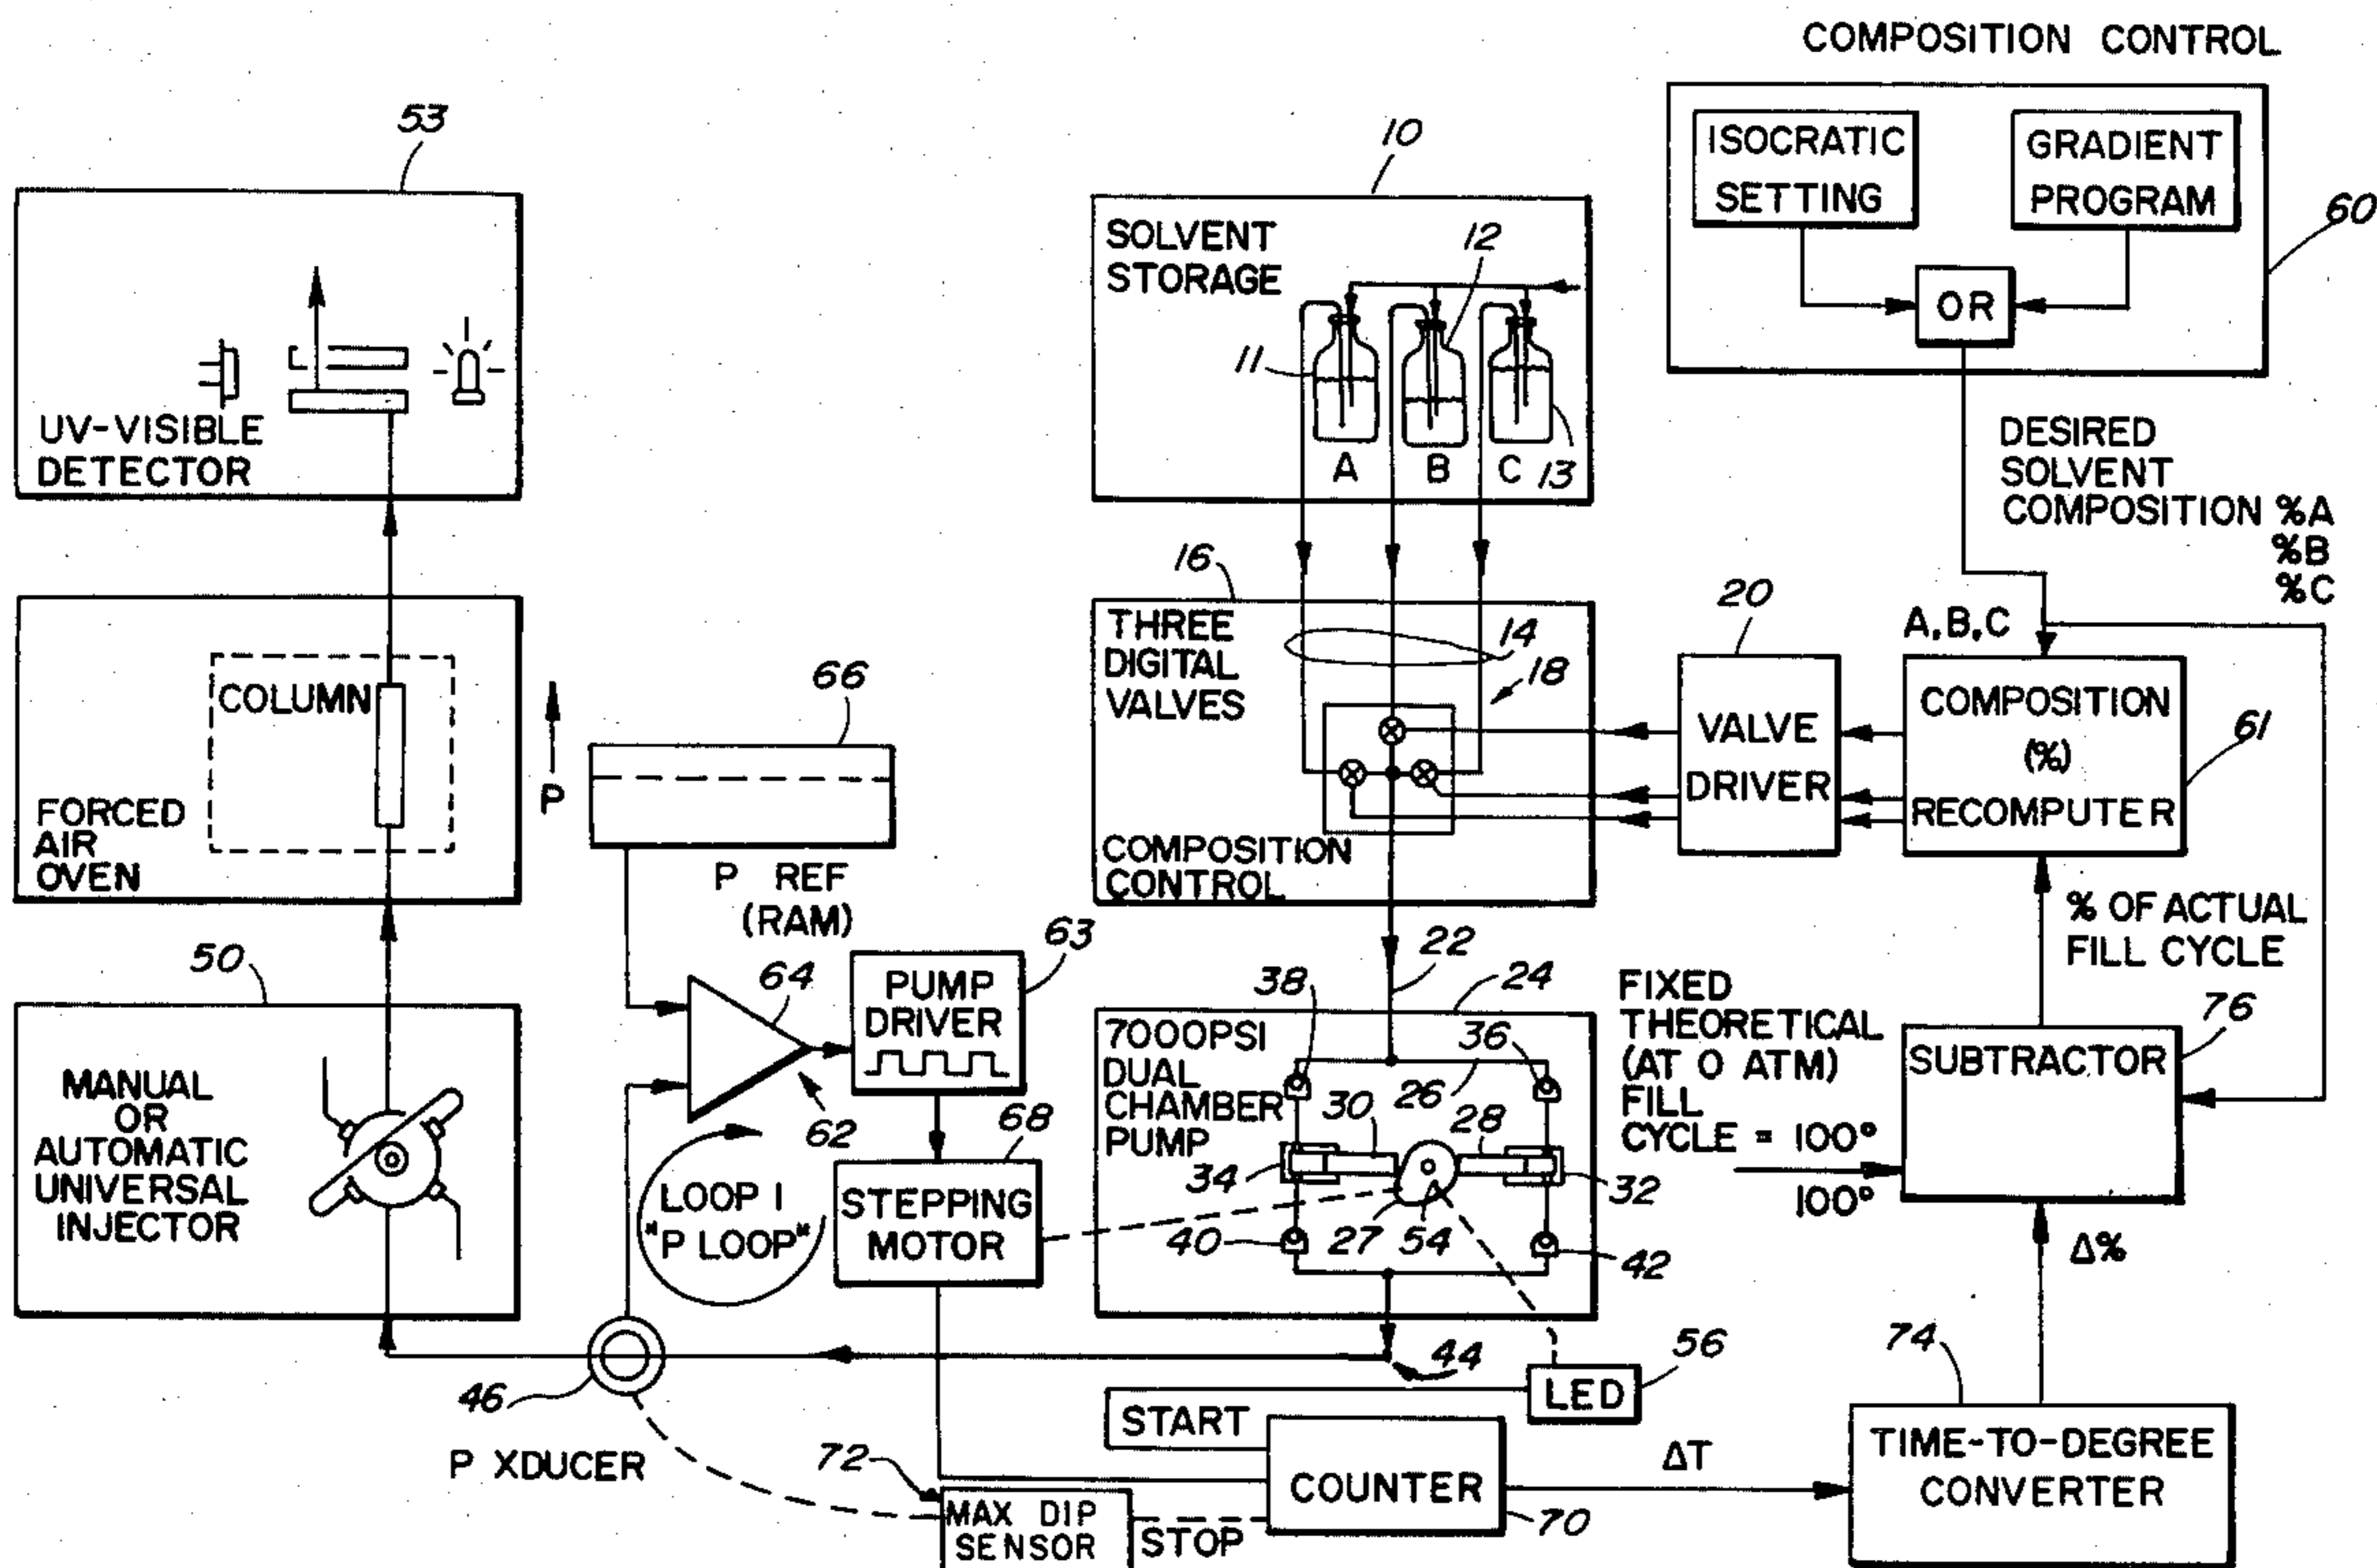 COMPOSITION CONTROL
ISOCRATIC
SETTING
GRADIENT
PROGRAM
60
OR
53
UV-VISIBLE
DETECTOR
10
SOLVENT
STORAGE
12
11
A
B
C
13
DESIRED
SOLVENT
COMPOSITION %A
%B
%C
16
THREE
DIGITAL
VALVES
14
18
COMPOSITION
CONTROL
20
VALVE
DRIVER
A,B,C
COMPOSITION
(%)
RECOMPUTER
61
COLUMN
FORCED
AIR
OVEN
P
66
P REF
(RAM)
% OF ACTUAL
FILL CYCLE
50
MANUAL
OR
AUTOMATIC
UNIVERSAL
INJECTOR
64
62
63
PUMP
DRIVER
68
LOOP I
"P LOOP"
STEPPING
MOTOR
22
24
7000PSI
DUAL
CHAMBER
PUMP
38
36
26
30
28
34
32
40
27
54
42
FIXED
THEORETICAL
(AT O ATM)
FILL
CYCLE = 100°
100°
76
SUBTRACTOR
Δ%
44
46
P XDUCER
56
LED
START
72
MAX DIP
SENSOR
STOP
COUNTER
70
ΔT
74
TIME-TO-DEGREE
CONVERTER